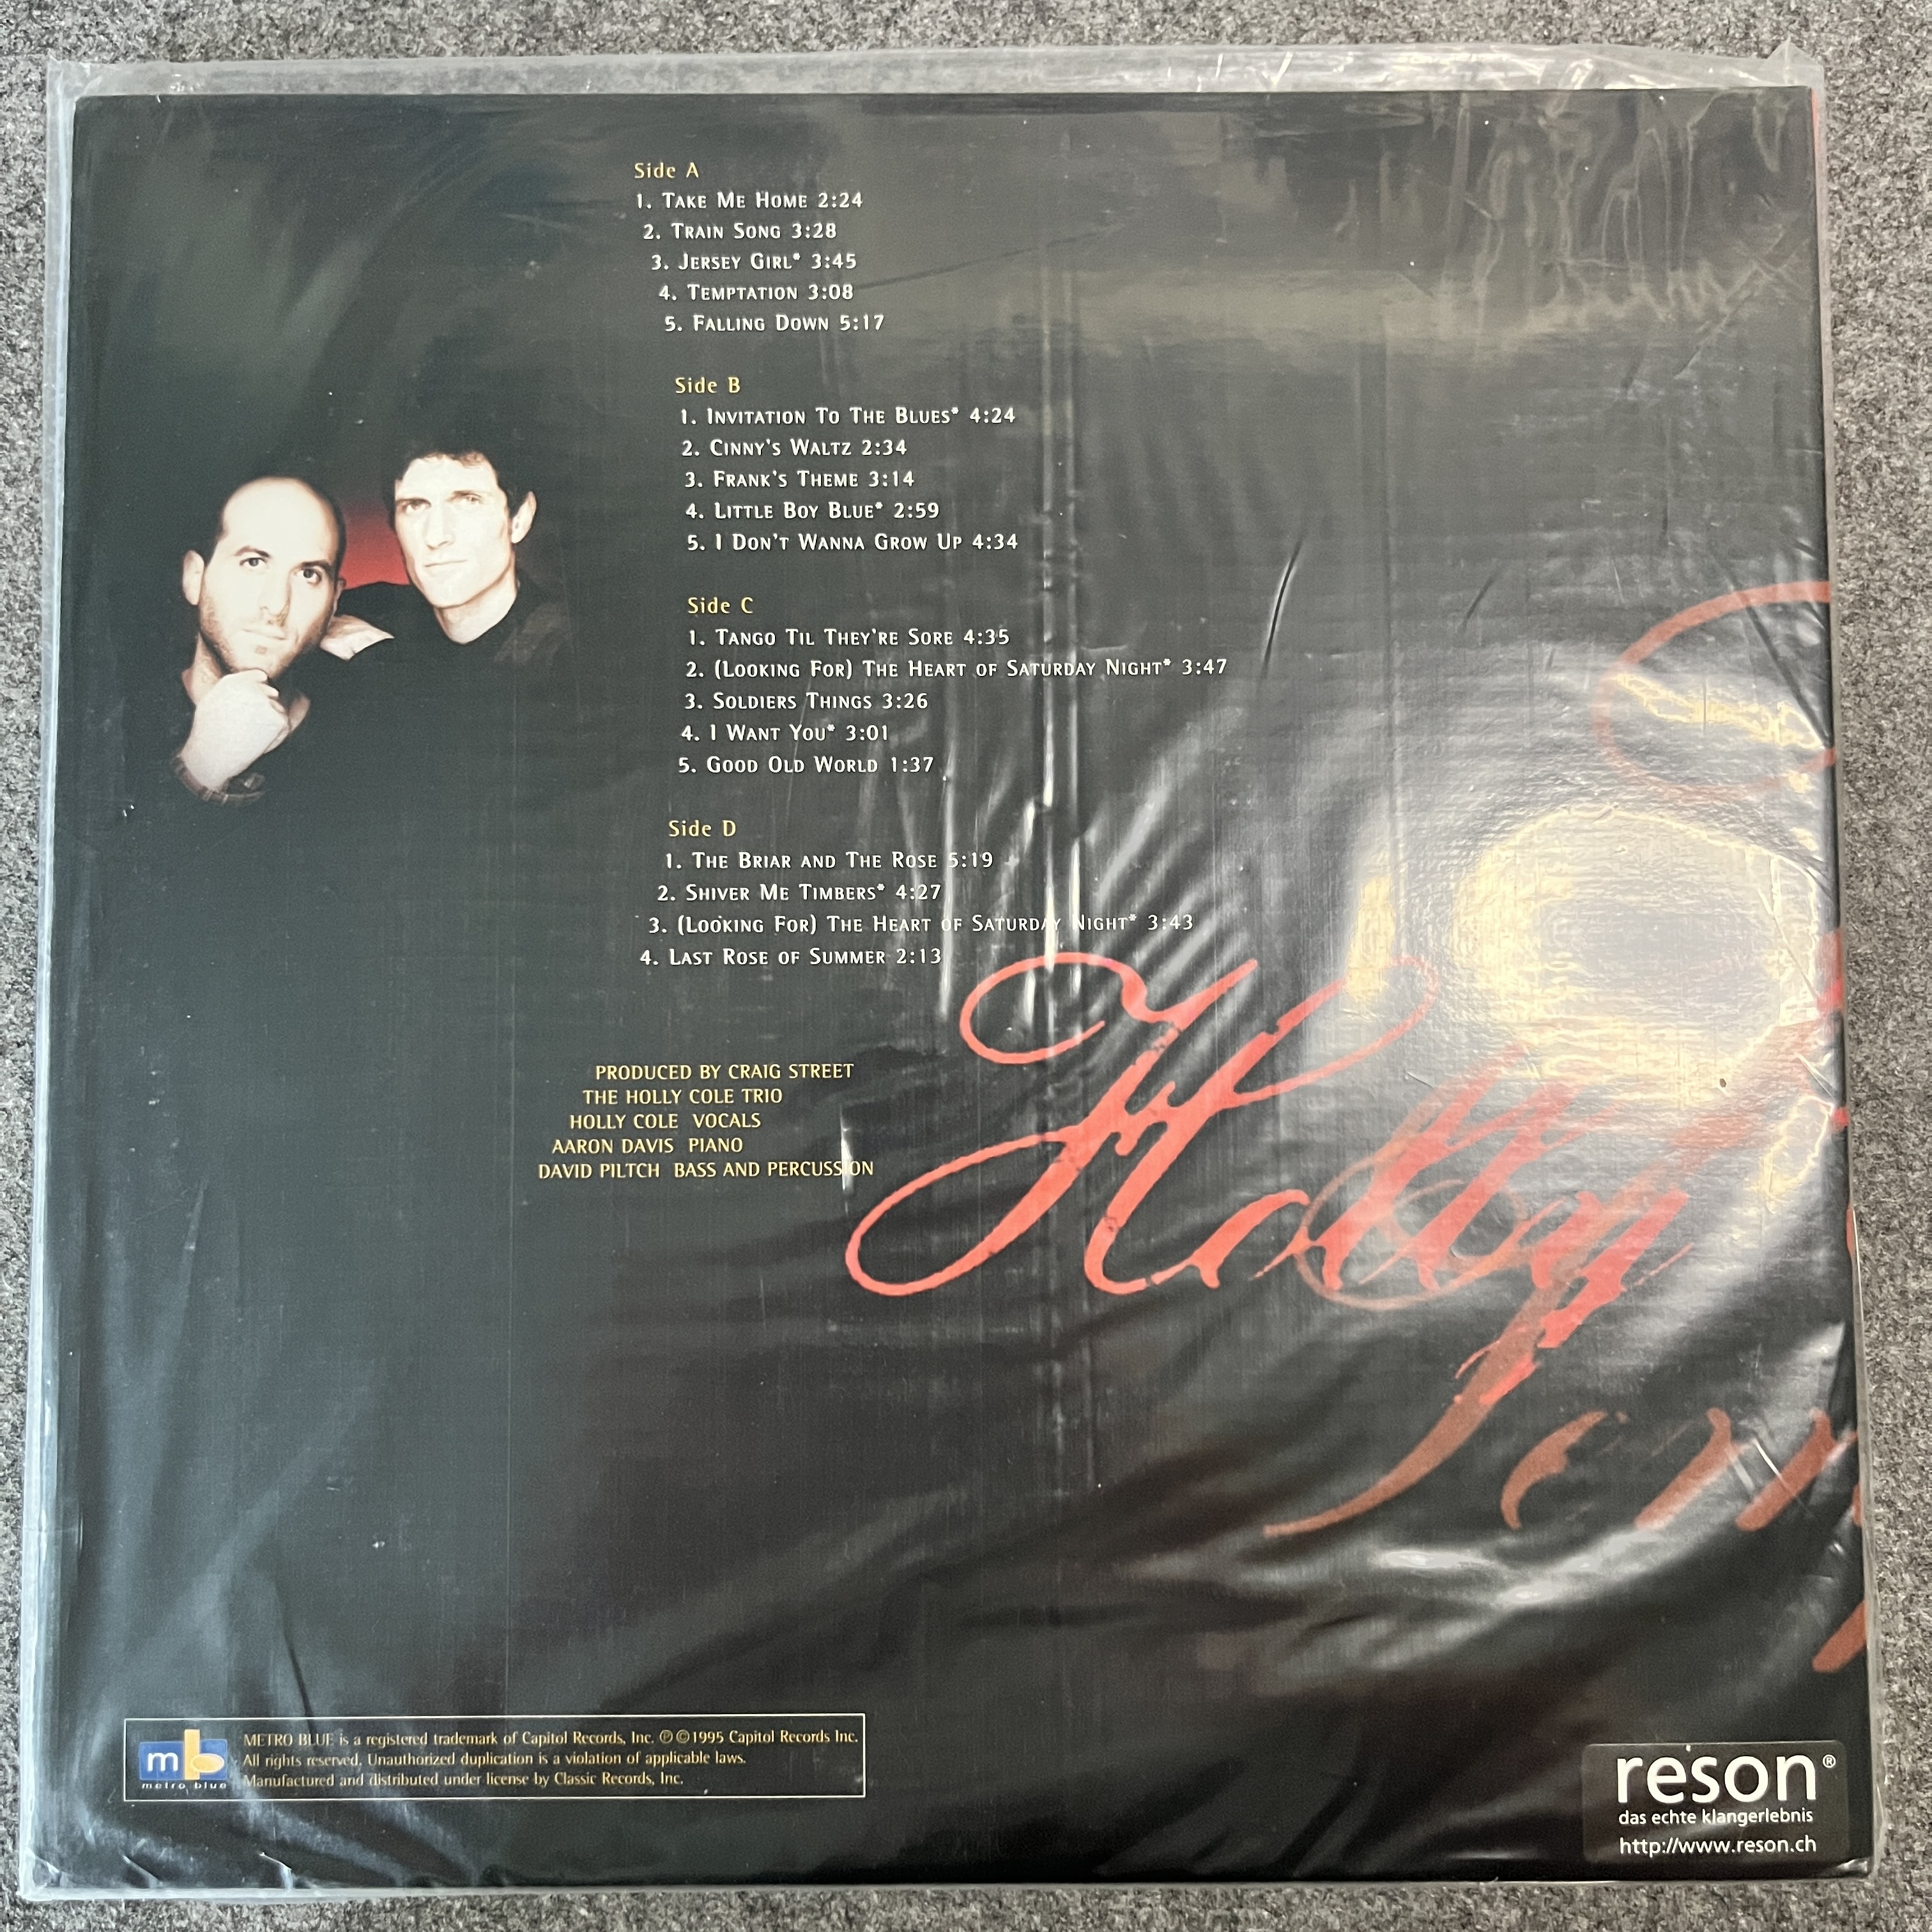 Side A
1. Take Me Home 2:24
2. Train Song 3:28
3. Jersey Girl* 3:45
4. Temptation 3:08
5. Falling Down 5:17
Side B
1. Invitation To The Blues* 4:24
2. Cinny's Waltz 2:34
3. Frank's Theme 3:14
4. Little Boy Blue* 2:59
5. I Don't Wanna Grow Up 4:34
Side C
1. Tango Til They're Sore 4:35
2. (Looking For) The Heart of Saturday Night* 3:47
3. Soldiers Things 3:26
4. I Want You* 3:01
5. Good Old World 1:37
Side D
1. The Briar and The Rose 5:19
2. Shiver Me Timbers* 4:27
3. (Looking For) The Heart of Saturday Night* 3:43
4. Last Rose of Summer 2:13
PRODUCED BY CRAIG STREET
THE HOLLY COLE TRIO
HOLLY COLE VOCALS
AARON DAVIS PIANO
DAVID PILTCH BASS AND PERCUSSION
Holly
mb
metro blue
METRO BLUE is a registered trademark of Capitol Records, Inc. ℗©1995 Capitol Records Inc.
All rights reserved. Unauthorized duplication is a violation of applicable laws.
Manufactured and distributed under license by Classic Records, Inc.
reson®
das echte klangerlebnis
http://www.reson.ch